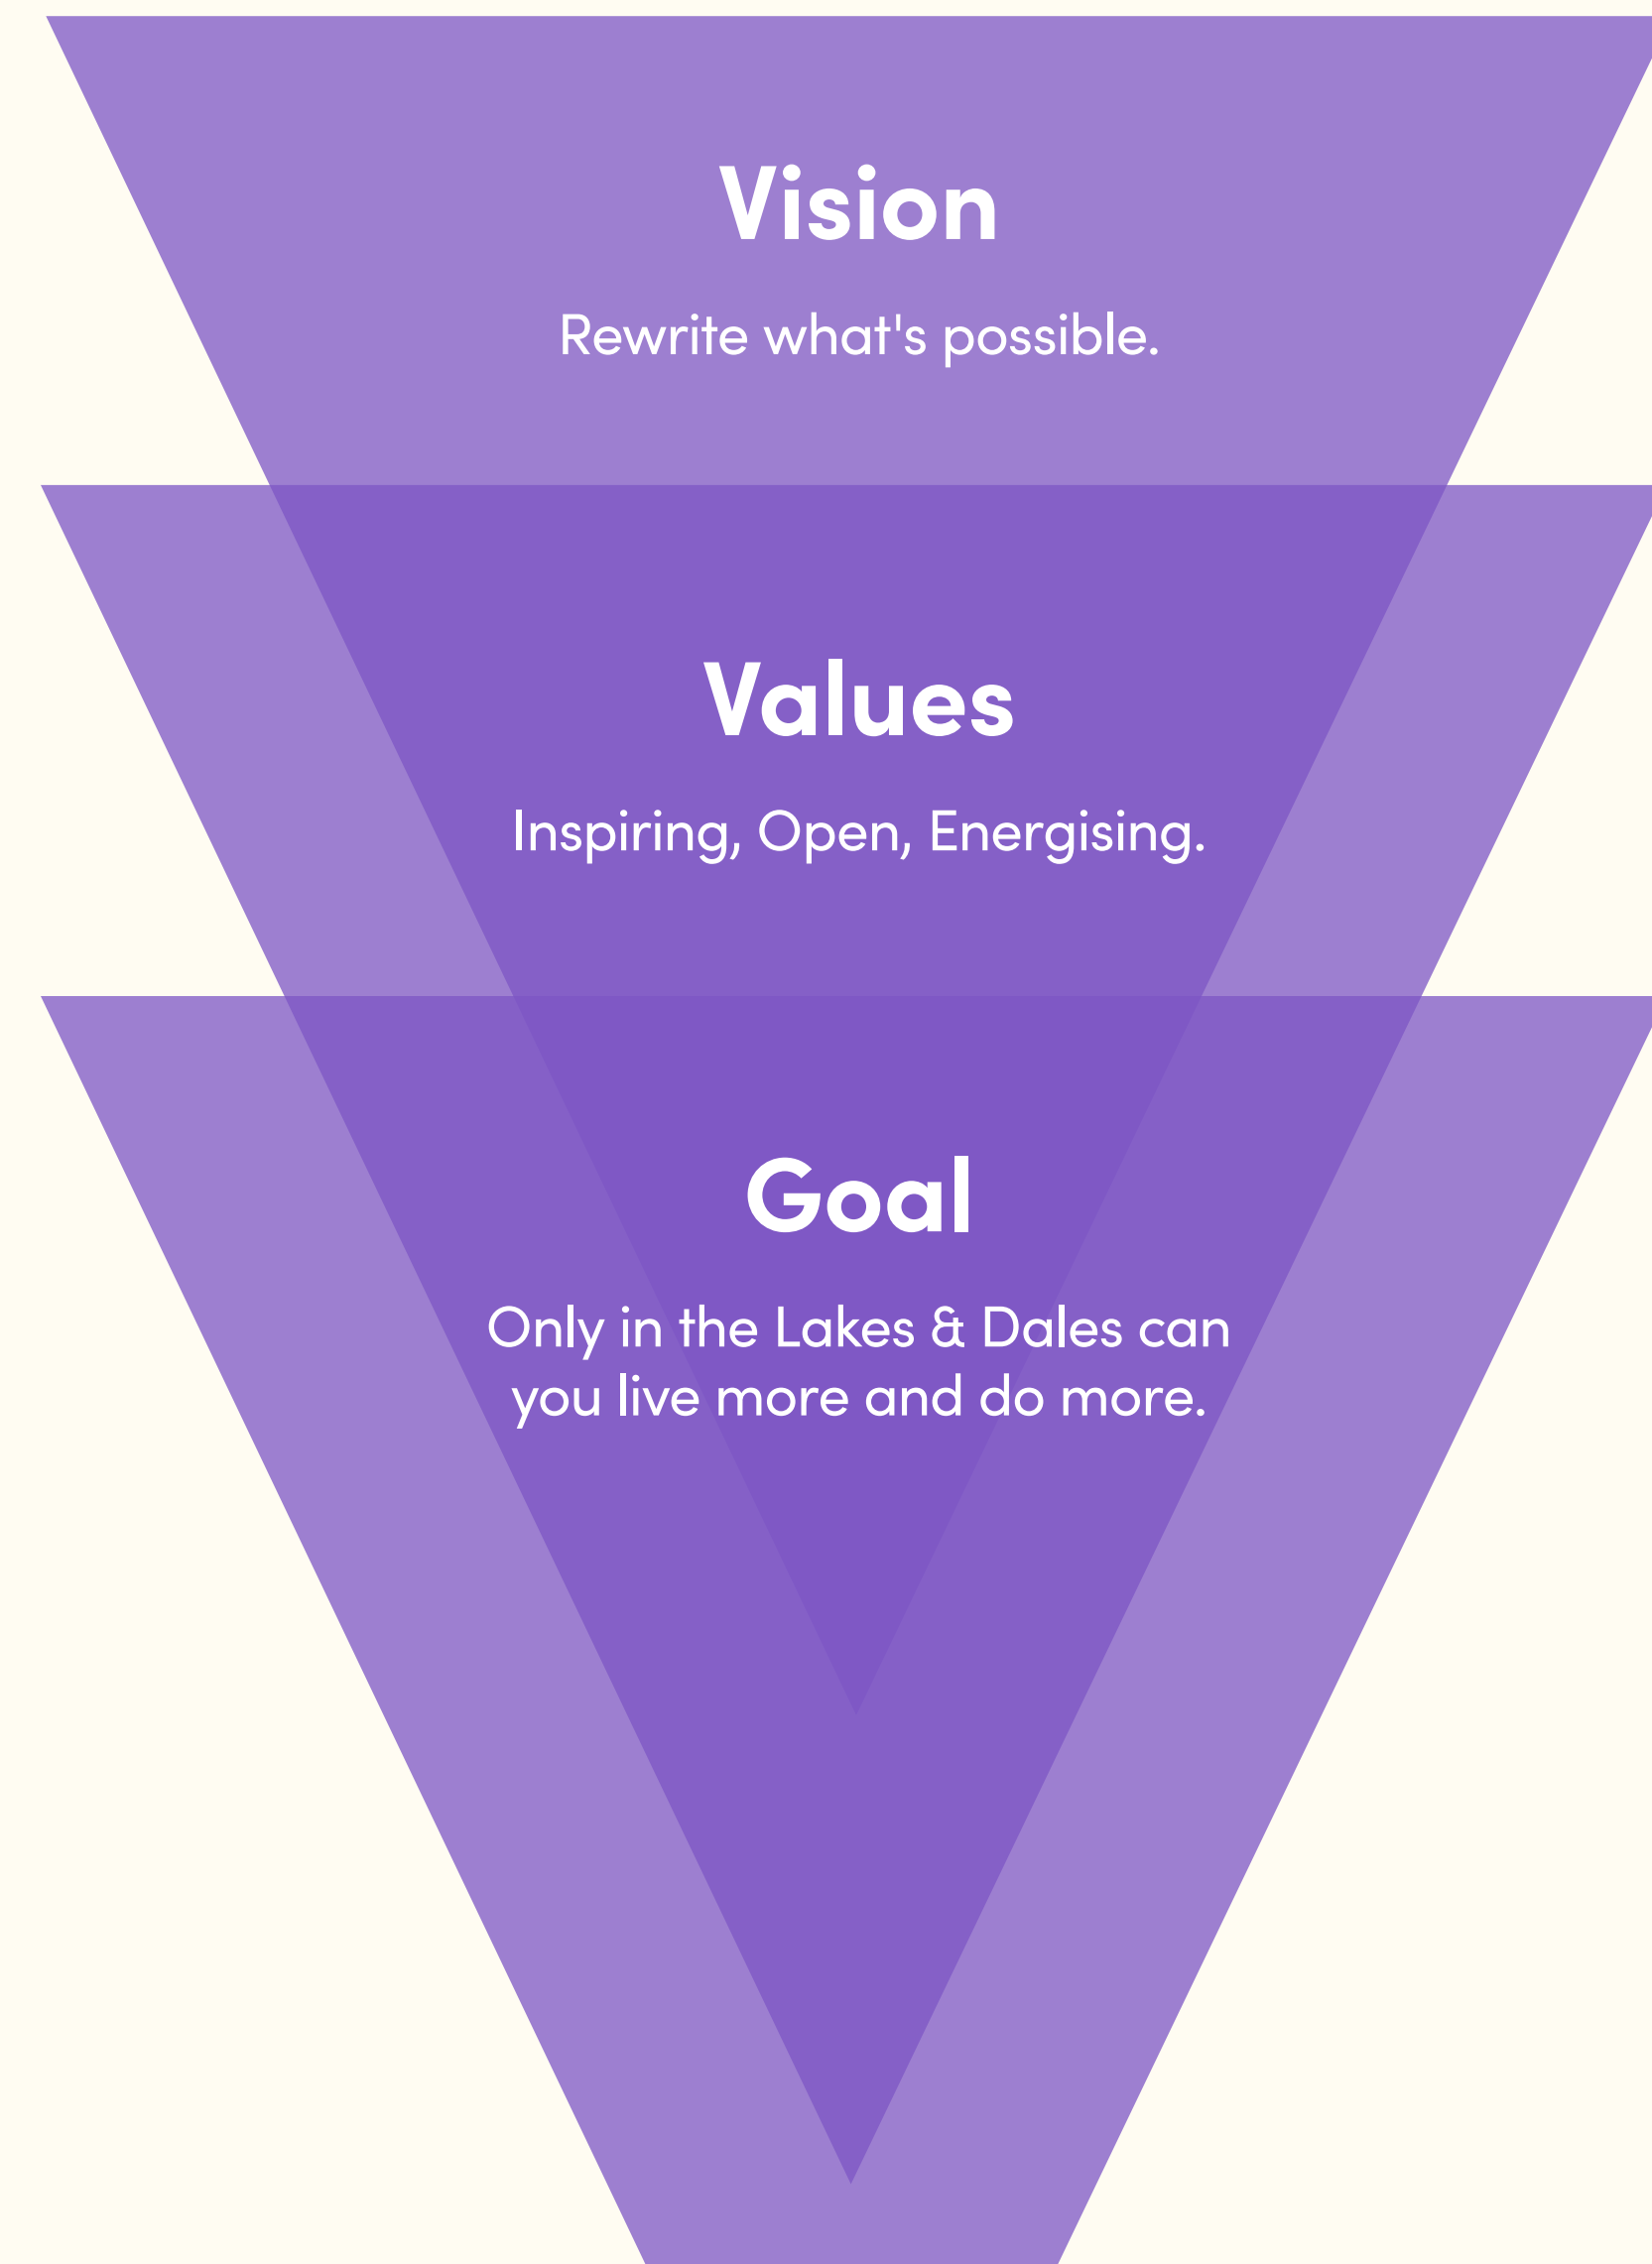 Vision
Rewrite what's possible.
Values
Inspiring, Open, Energising.
Goal
Only in the Lakes & Dales can
you live more and do more.